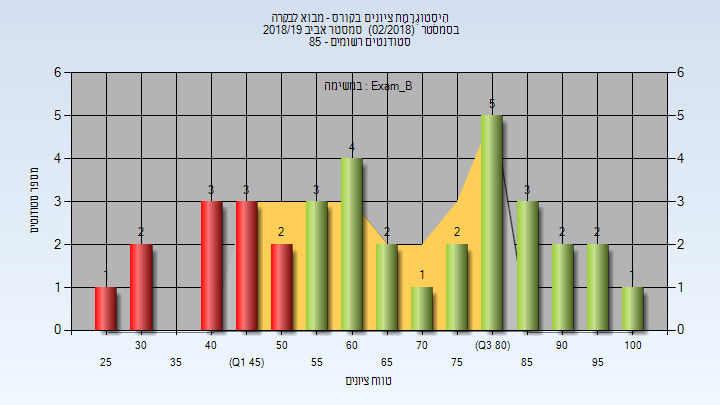 הִיסְטוֹגְרָמַת ציונים בקורס - מבוא לבקרה
בסמסטר (02/2018) סמסטר אביב 2018/19
סטודנטים רשומים - 85
במשימה : Exam_B
מספר סטודנטים
6 6
5 5
4 4
3 3
2 2
1 1
0 0
1 2 3 3 2 3 4 2 1 2 5 3 2 2 1
30 40 50 60 70 (Q3 80) 90 100
25 35 (Q1 45) 55 65 75 85 95
טווח ציונים